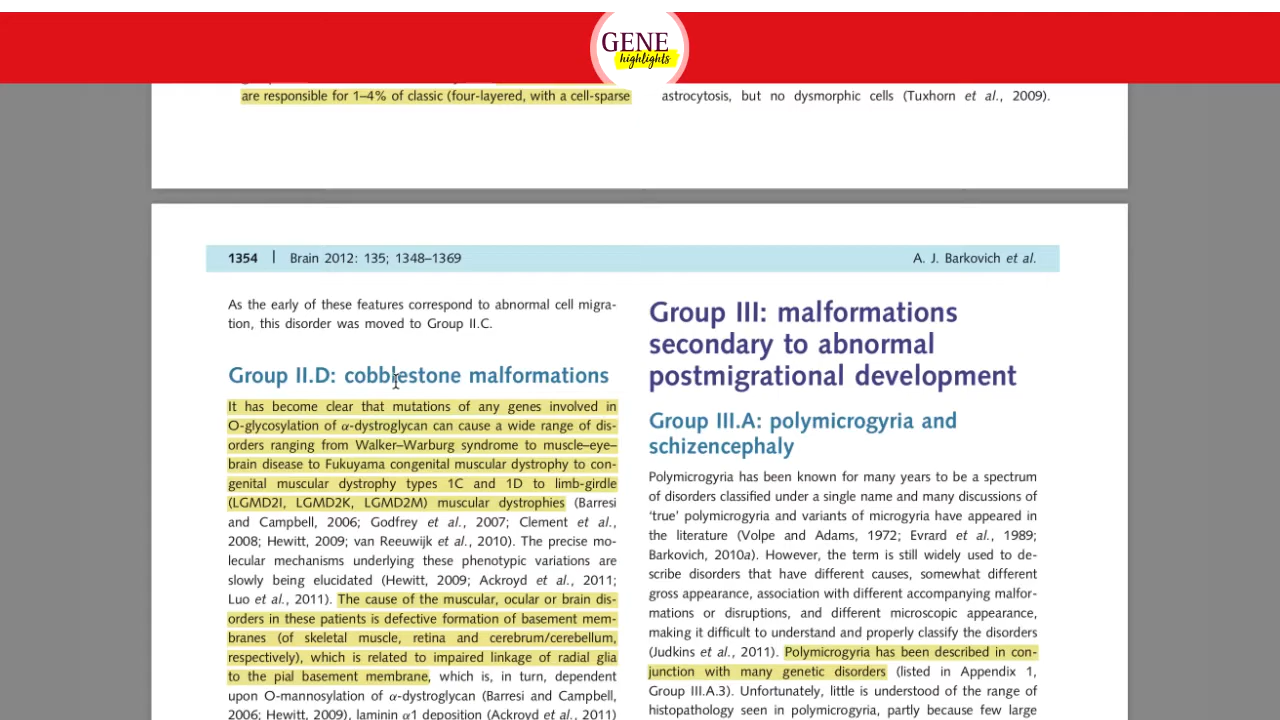 GENE
highlights
are responsible for 1–4% of classic (four-layered, with a cell-sparse
astrocytosis, but no dysmorphic cells (Tuxhorn et al., 2009).
1354 | Brain 2012: 135; 1348–1369
A. J. Barkovich et al.
As the early of these features correspond to abnormal cell migra-
tion, this disorder was moved to Group II.C.
Group II.D: cobblestone malformations
It has become clear that mutations of any genes involved in
O-glycosylation of α-dystroglycan can cause a wide range of dis-
orders ranging from Walker–Warburg syndrome to muscle–eye–
brain disease to Fukuyama congenital muscular dystrophy to con-
genital muscular dystrophy types 1C and 1D to limb-girdle
(LGMD2I, LGMD2K, LGMD2M) muscular dystrophies (Barresi
and Campbell, 2006; Godfrey et al., 2007; Clement et al.,
2008; Hewitt, 2009; van Reeuwijk et al., 2010). The precise mo-
lecular mechanisms underlying these phenotypic variations are
slowly being elucidated (Hewitt, 2009; Ackroyd et al., 2011;
Luo et al., 2011). The cause of the muscular, ocular or brain dis-
orders in these patients is defective formation of basement mem-
branes (of skeletal muscle, retina and cerebrum/cerebellum,
respectively), which is related to impaired linkage of radial glia
to the pial basement membrane, which is, in turn, dependent
upon O-mannosylation of α-dystroglycan (Barresi and Campbell,
2006; Hewitt, 2009), laminin α1 deposition (Ackroyd et al., 2011)
Group III: malformations
secondary to abnormal
postmigrational development
Group III.A: polymicrogyria and
schizencephaly
Polymicrogyria has been known for many years to be a spectrum
of disorders classified under a single name and many discussions of
'true' polymicrogyria and variants of microgyria have appeared in
the literature (Volpe and Adams, 1972; Evrard et al., 1989;
Barkovich, 2010a). However, the term is still widely used to de-
scribe disorders that have different causes, somewhat different
gross appearance, association with different accompanying malfor-
mations or disruptions, and different microscopic appearance,
making it difficult to understand and properly classify the disorders
(Judkins et al., 2011). Polymicrogyria has been described in con-
junction with many genetic disorders (listed in Appendix 1,
Group III.A.3). Unfortunately, little is understood of the range of
histopathology seen in polymicrogyria, partly because few large